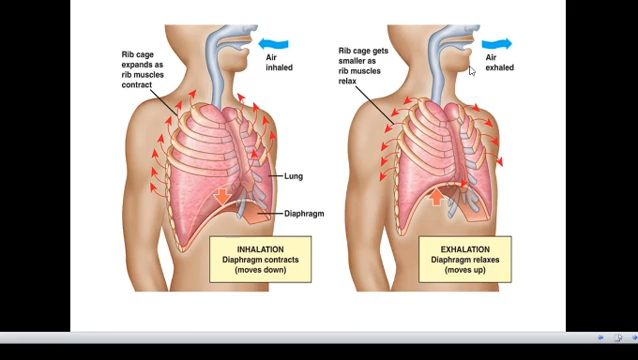 Rib cage
expands as
rib muscles
contract
Air
inhaled
Lung
Diaphragm
INHALATION
Diaphragm contracts
(moves down)
Rib cage gets
smaller as
rib muscles
relax
Air
exhaled
EXHALATION
Diaphragm relaxes
(moves up)